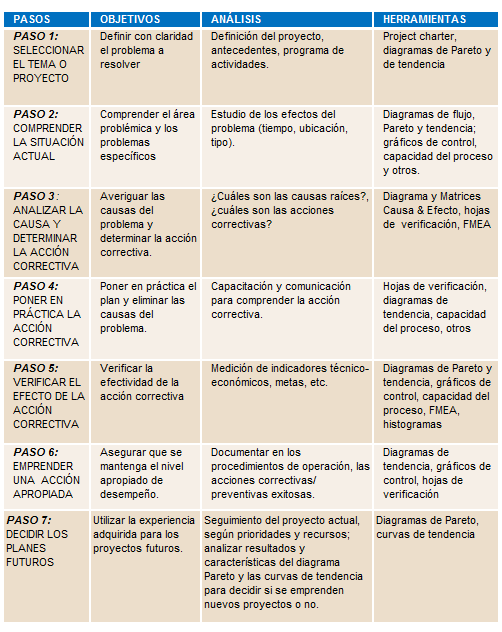 PASOS
OBJETIVOS
ANÁLISIS
HERRAMIENTAS
PASO 1:
SELECCIONAR
EL TEMA O
PROYECTO
Definir con claridad
el problema a
resolver
Definición del proyecto,
antecedentes, programa de
actividades.
Project charter,
diagramas de Pareto y
de tendencia
PASO 2:
COMPRENDER
LA SITUACIÓN
ACTUAL
Comprender el área
problémica y los
problemas
específicos
Estudio de los efectos del
problema (tiempo, ubicación,
tipo).
Diagramas de flujo,
Pareto y tendencia;
gráficos de control,
capacidad del proceso
y otros.
PASO 3:
ANALIZAR LA
CAUSA Y
DETERMINAR
LA ACCIÓN
CORRECTIVA
Averiguar las
causas del
problema y
determinar la acción
correctiva.
¿Cuáles son las causas raíces?,
¿cuáles son las acciones
correctivas?
Diagrama y Matrices
Causa & Efecto, hojas
de verificación, FMEA
PASO 4:
PONER EN
PRÁCTICA LA
ACCIÓN
CORRECTIVA
Poner en práctica el
plan y eliminar las
causas del
problema.
Capacitación y comunicación
para comprender la acción
correctiva.
Hojas de verificación,
diagramas de
tendencia, capacidad
del proceso, otros
PASO 5:
VERIFICAR EL
EFECTO DE LA
ACCIÓN
CORRECTIVA
Verificar la
efectividad de la
acción correctiva
Medición de indicadores técnico-
económicos, metas, etc.
Diagramas de Pareto y
tendencia, gráficos de
control, capacidad del
proceso, FMEA,
histogramas
PASO 6:
EMPRENDER
UNA ACCIÓN
APROPIADA
Asegurar que se
mantenga el nivel
apropiado de
desempeño.
Documentar en los
procedimientos de operación, las
acciones correctivas/
preventivas exitosas.
Diagramas de
tendencia, gráficos de
control, hojas de
verificación
PASO 7:
DECIDIR LOS
PLANES
FUTUROS
Utilizar la experiencia
adquirida para los
proyectos futuros.
Seguimiento del proyecto actual,
según prioridades y recursos;
analizar resultados y
características del diagrama
Pareto y las curvas de tendencia
para decidir si se emprenden
nuevos proyectos o no.
Diagramas de Pareto,
curvas de tendencia